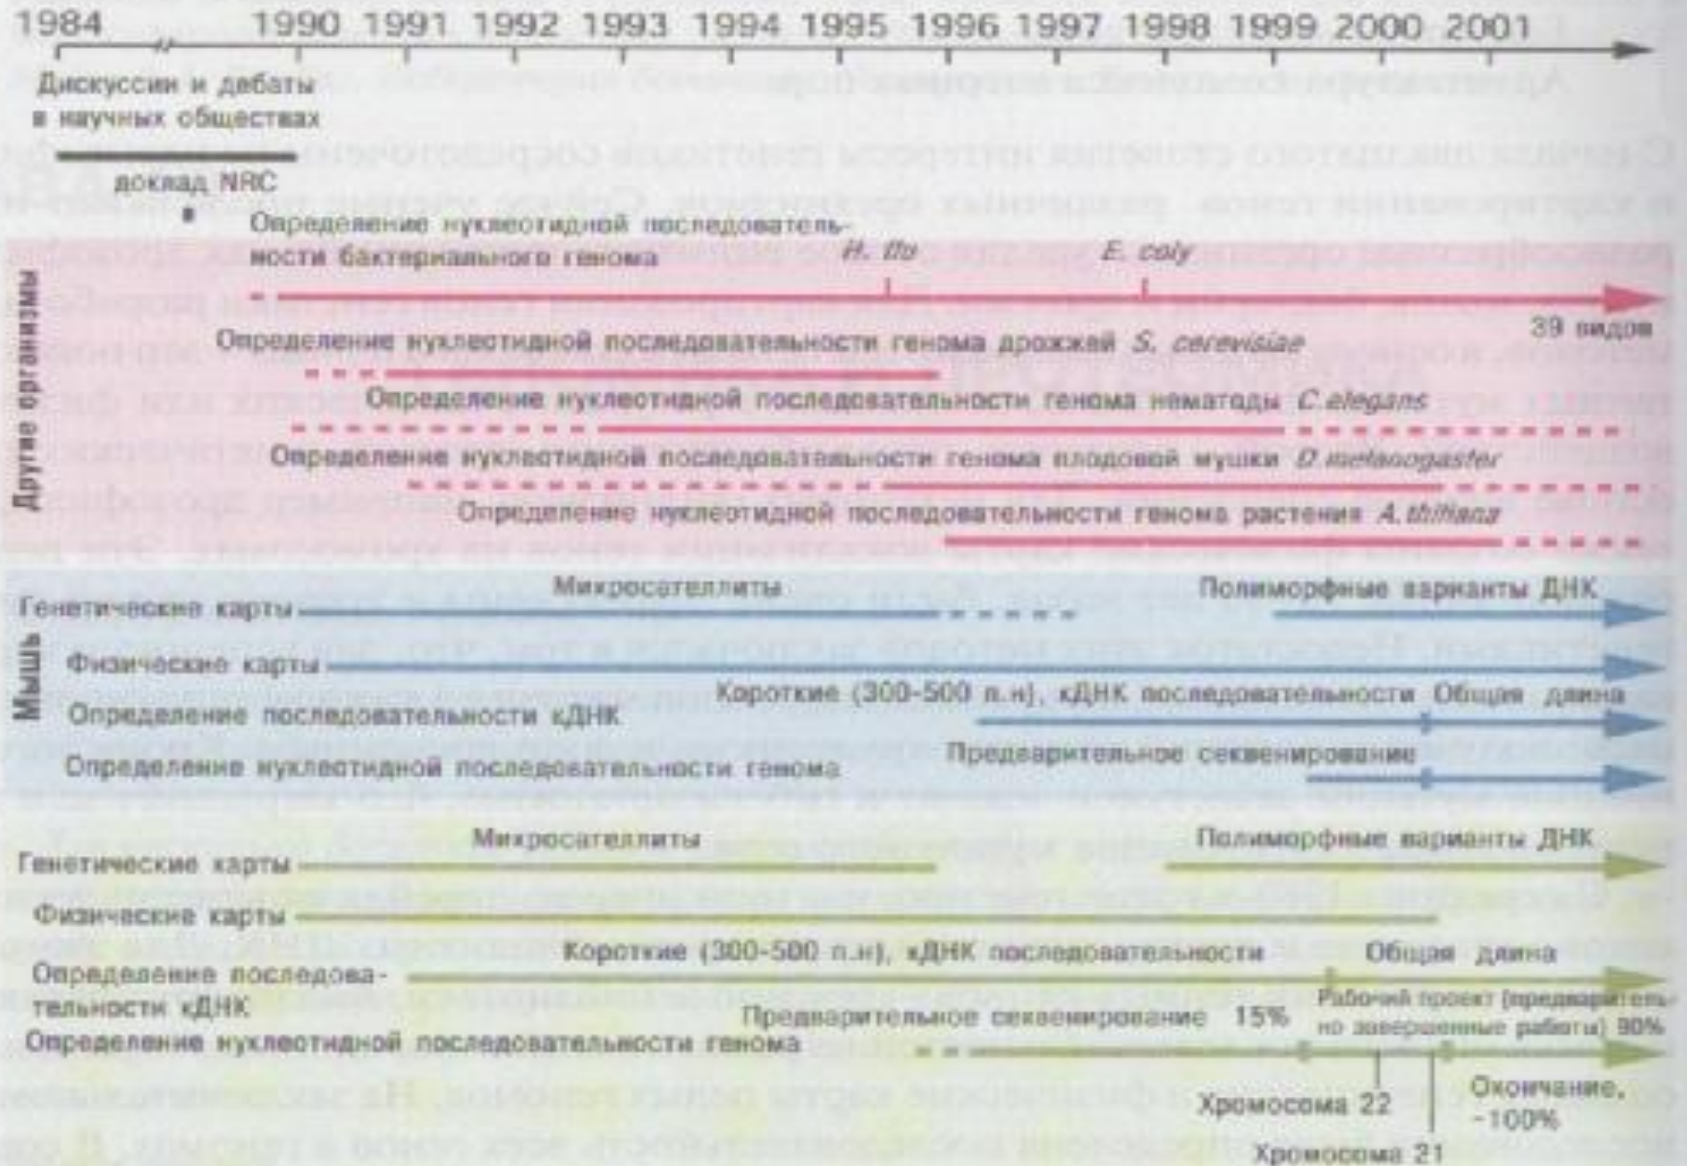 1984 1990 1991 1992 1993 1994 1995 1996 1997 1998 1999 2000 2001
Дискуссии и дебаты
в научных обществах
доклад NRC
Определение нуклеотидной последователь-
ности бактериального генома
H. flu
E. coly
39 видов
Другие организмы
Определение нуклеотидной последовательности генома дрожжей S. cerevisiae
Определение нуклеотидной последовательности генома нематоды C.elegans
Определение нуклеотидной последовательности генома плодовой мушки D.melanogaster
Определение нуклеотидной последовательности генома растения A.thiliana
Мышь
Микросателлиты
Полиморфные варианты ДНК
Генетические карты
Физические карты
Короткие (300-500 п.н), кДНК последовательности Общая длина
Определение последовательности кДНК
Предварительное секвенирование
Определение нуклеотидной последовательности генома
Микросателлиты
Полиморфные варианты ДНК
Генетические карты
Физические карты
Короткие (300-500 п.н), кДНК последовательности
Общая длина
Определение последова-
тельности кДНК
Рабочий проект (предваритель-
но завершенные работы) 90%
Предварительное секвенирование 15%
Определение нуклеотидной последовательности генома
Хромосома 22
Окончание,
-100%
Хромосома 21